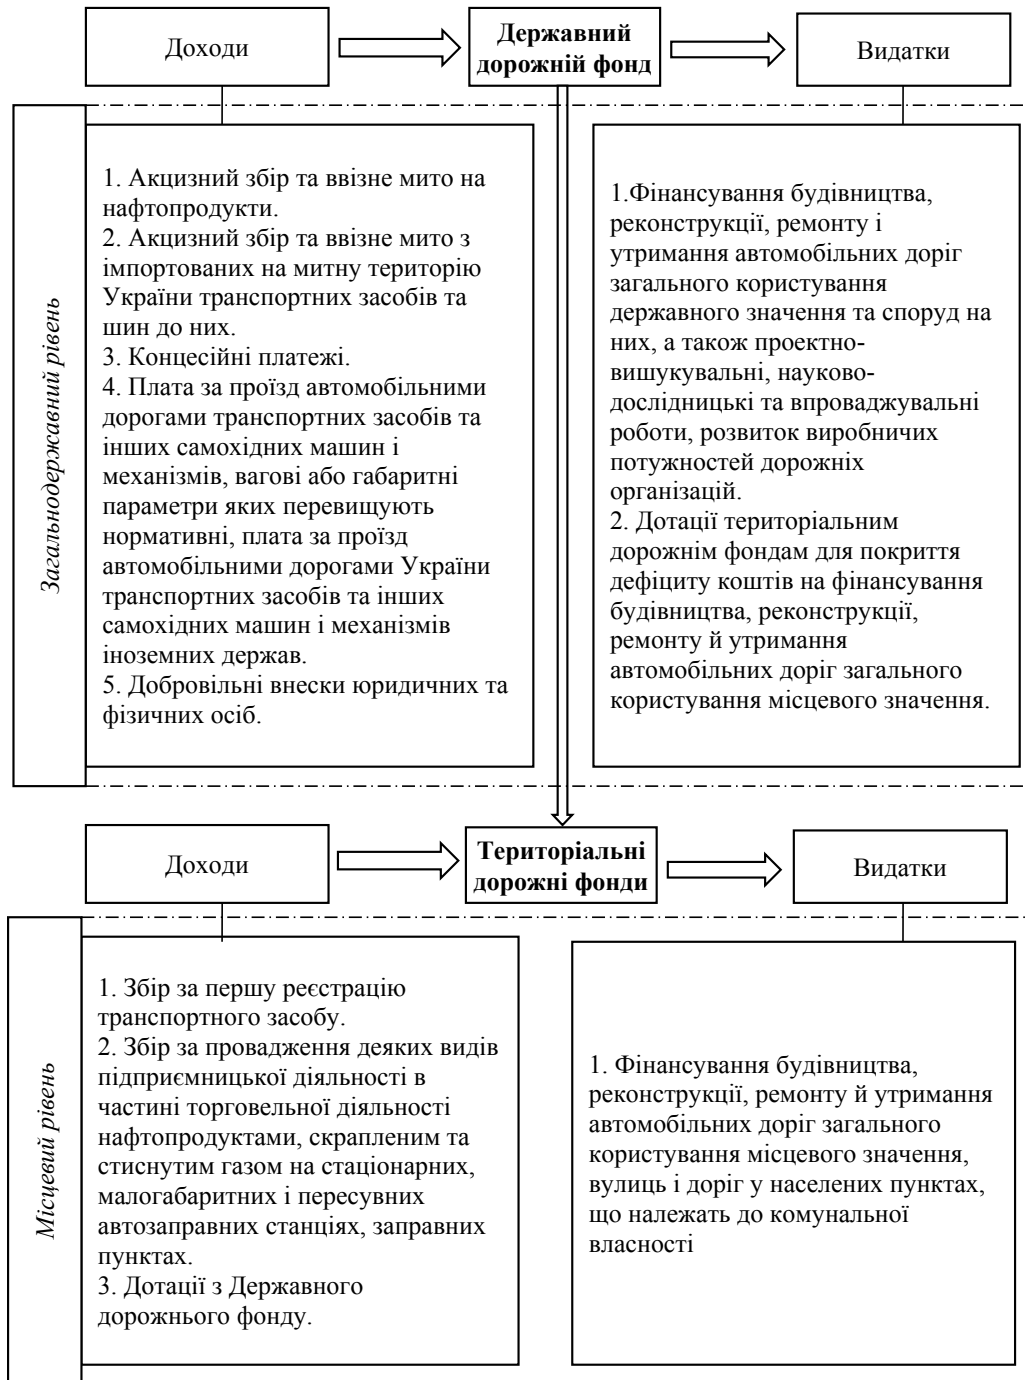 Доходи
Державний
дорожній фонд
Видатки
Загальнодержавний рівень
1. Акцизний збір та ввізне мито на
нафтопродукти.
2. Акцизний збір та ввізне мито з
імпортованих на митну територію
України транспортних засобів та
шин до них.
3. Концесійні платежі.
4. Плата за проїзд автомобільними
дорогами транспортних засобів та
інших самохідних машин і
механізмів, вагові або габаритні
параметри яких перевищують
нормативні, плата за проїзд
автомобільними дорогами України
транспортних засобів та інших
самохідних машин і механізмів
іноземних держав.
5. Добровільні внески юридичних та
фізичних осіб.
1.Фінансування будівництва,
реконструкції, ремонту і
утримання автомобільних доріг
загального користування
державного значення та споруд на
них, а також проектно-
вишукувальні, науково-
дослідницькі та впроваджувальні
роботи, розвиток виробничих
потужностей дорожніх
організацій.
2. Дотації територіальним
дорожнім фондам для покриття
дефіциту коштів на фінансування
будівництва, реконструкції,
ремонту й утримання
автомобільних доріг загального
користування місцевого значення.
Доходи
Територіальні
дорожні фонди
Видатки
Місцевий рівень
1. Збір за першу реєстрацію
транспортного засобу.
2. Збір за провадження деяких видів
підприємницької діяльності в
частині торговельної діяльності
нафтопродуктами, скрапленим та
стиснутим газом на стаціонарних,
малогабаритних і пересувних
автозаправних станціях, заправних
пунктах.
3. Дотації з Державного
дорожнього фонду.
1. Фінансування будівництва,
реконструкції, ремонту й утримання
автомобільних доріг загального
користування місцевого значення,
вулиць і доріг у населених пунктах,
що належать до комунальної
власності